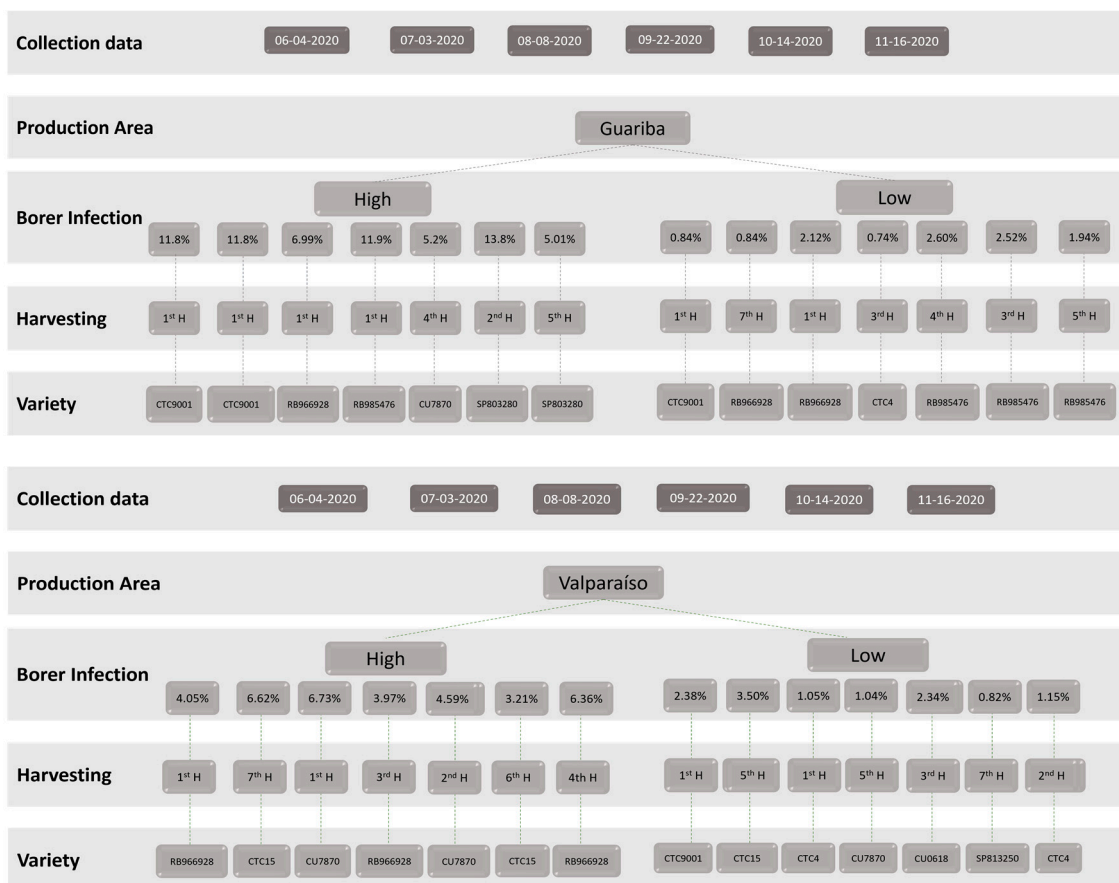 Collection data 06-04-2020 07-03-2020 08-08-2020 09-22-2020 10-14-2020 11-16-2020
Production Area Guariba
High Low
Borer Infection
11.8% 11.8% 6.99% 11.9% 5.2% 13.8% 5.01% 0.84% 0.84% 2.12% 0.74% 2.60% 2.52% 1.94%
Harvesting 1st H 1st H 1st H 1st H 4th H 2nd H 5th H 1st H 7th H 1st H 3rd H 4th H 3rd H 5th H
Variety CTC9001 CTC9001 RB966928 RB985476 CU7870 SP803280 SP803280 CTC9001 RB966928 RB966928 CTC4 RB985476 RB985476 RB985476
Collection data 06-04-2020 07-03-2020 08-08-2020 09-22-2020 10-14-2020 11-16-2020
Production Area Valparaíso
High Low
Borer Infection
4.05% 6.62% 6.73% 3.97% 4.59% 3.21% 6.36% 2.38% 3.50% 1.05% 1.04% 2.34% 0.82% 1.15%
Harvesting 1st H 7th H 1st H 3rd H 2nd H 6th H 4th H 1st H 5th H 1st H 5th H 3rd H 7th H 2nd H
Variety RB966928 CTC15 CU7870 RB966928 CU7870 CTC15 RB966928 CTC9001 CTC15 CTC4 CU7870 CU0618 SP813250 CTC4